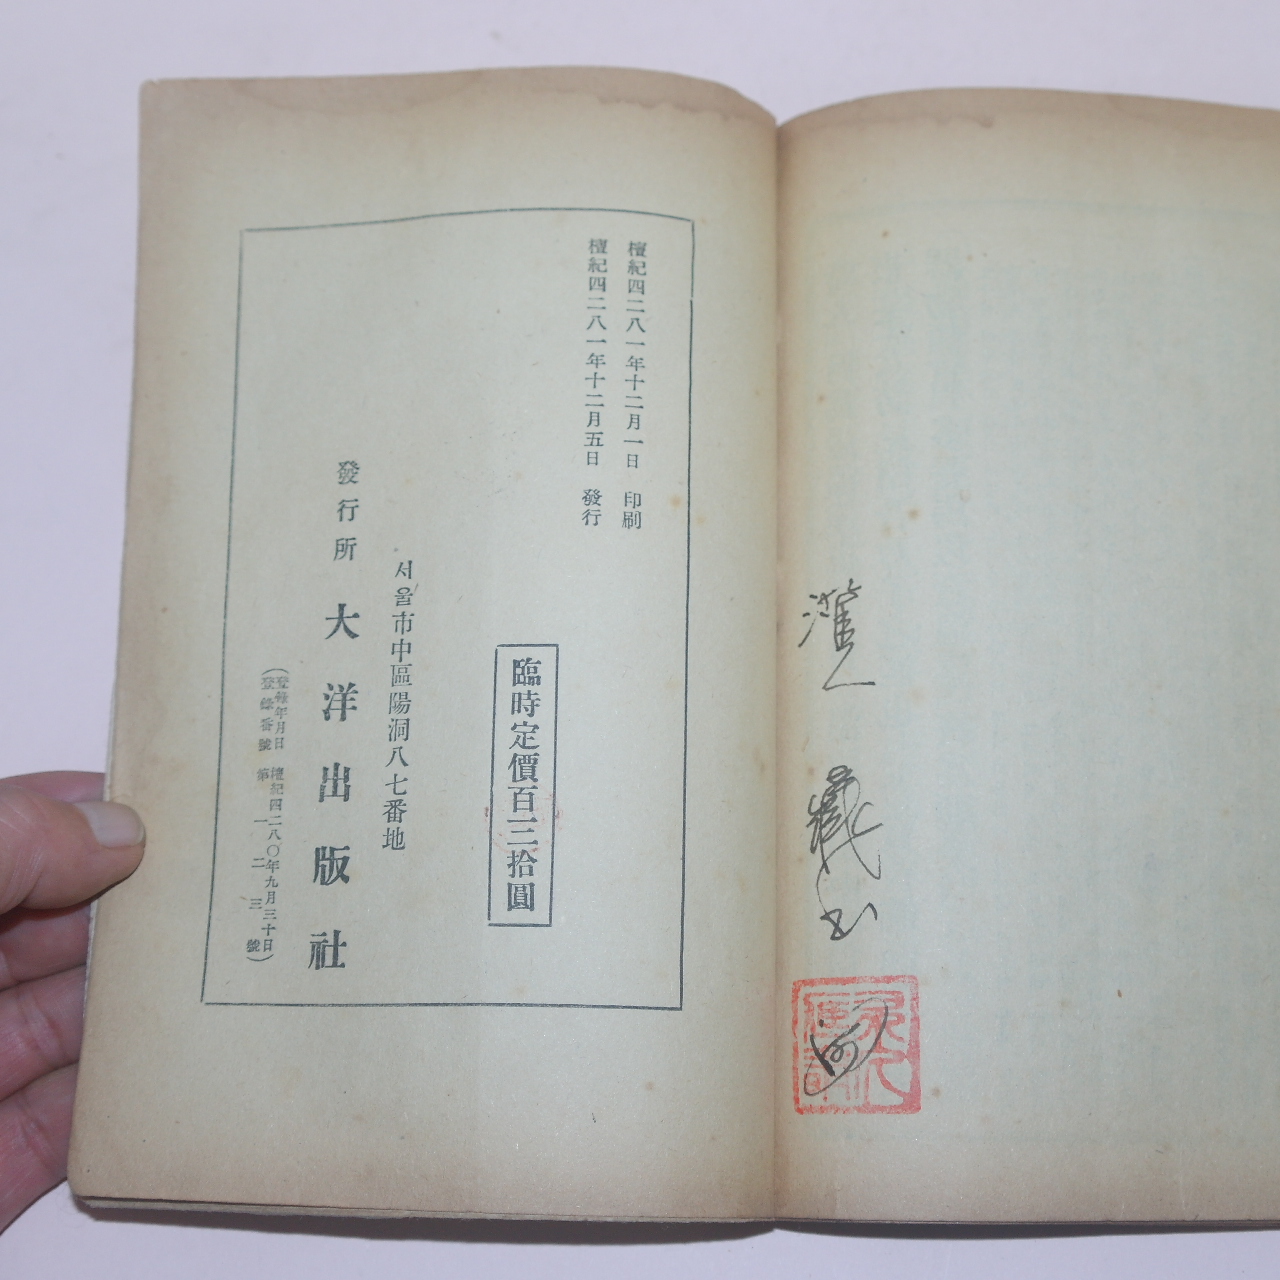 檀紀四二八一年十二月一日 印刷
檀紀四二八一年十二月五日 發行
臨時定價百三拾圓
서울市中區陽洞八七番地
發行所 大洋出版社
(登錄年月日 檀紀四二八〇年九月三十日)
(登錄番號 第一二三號)
藏书